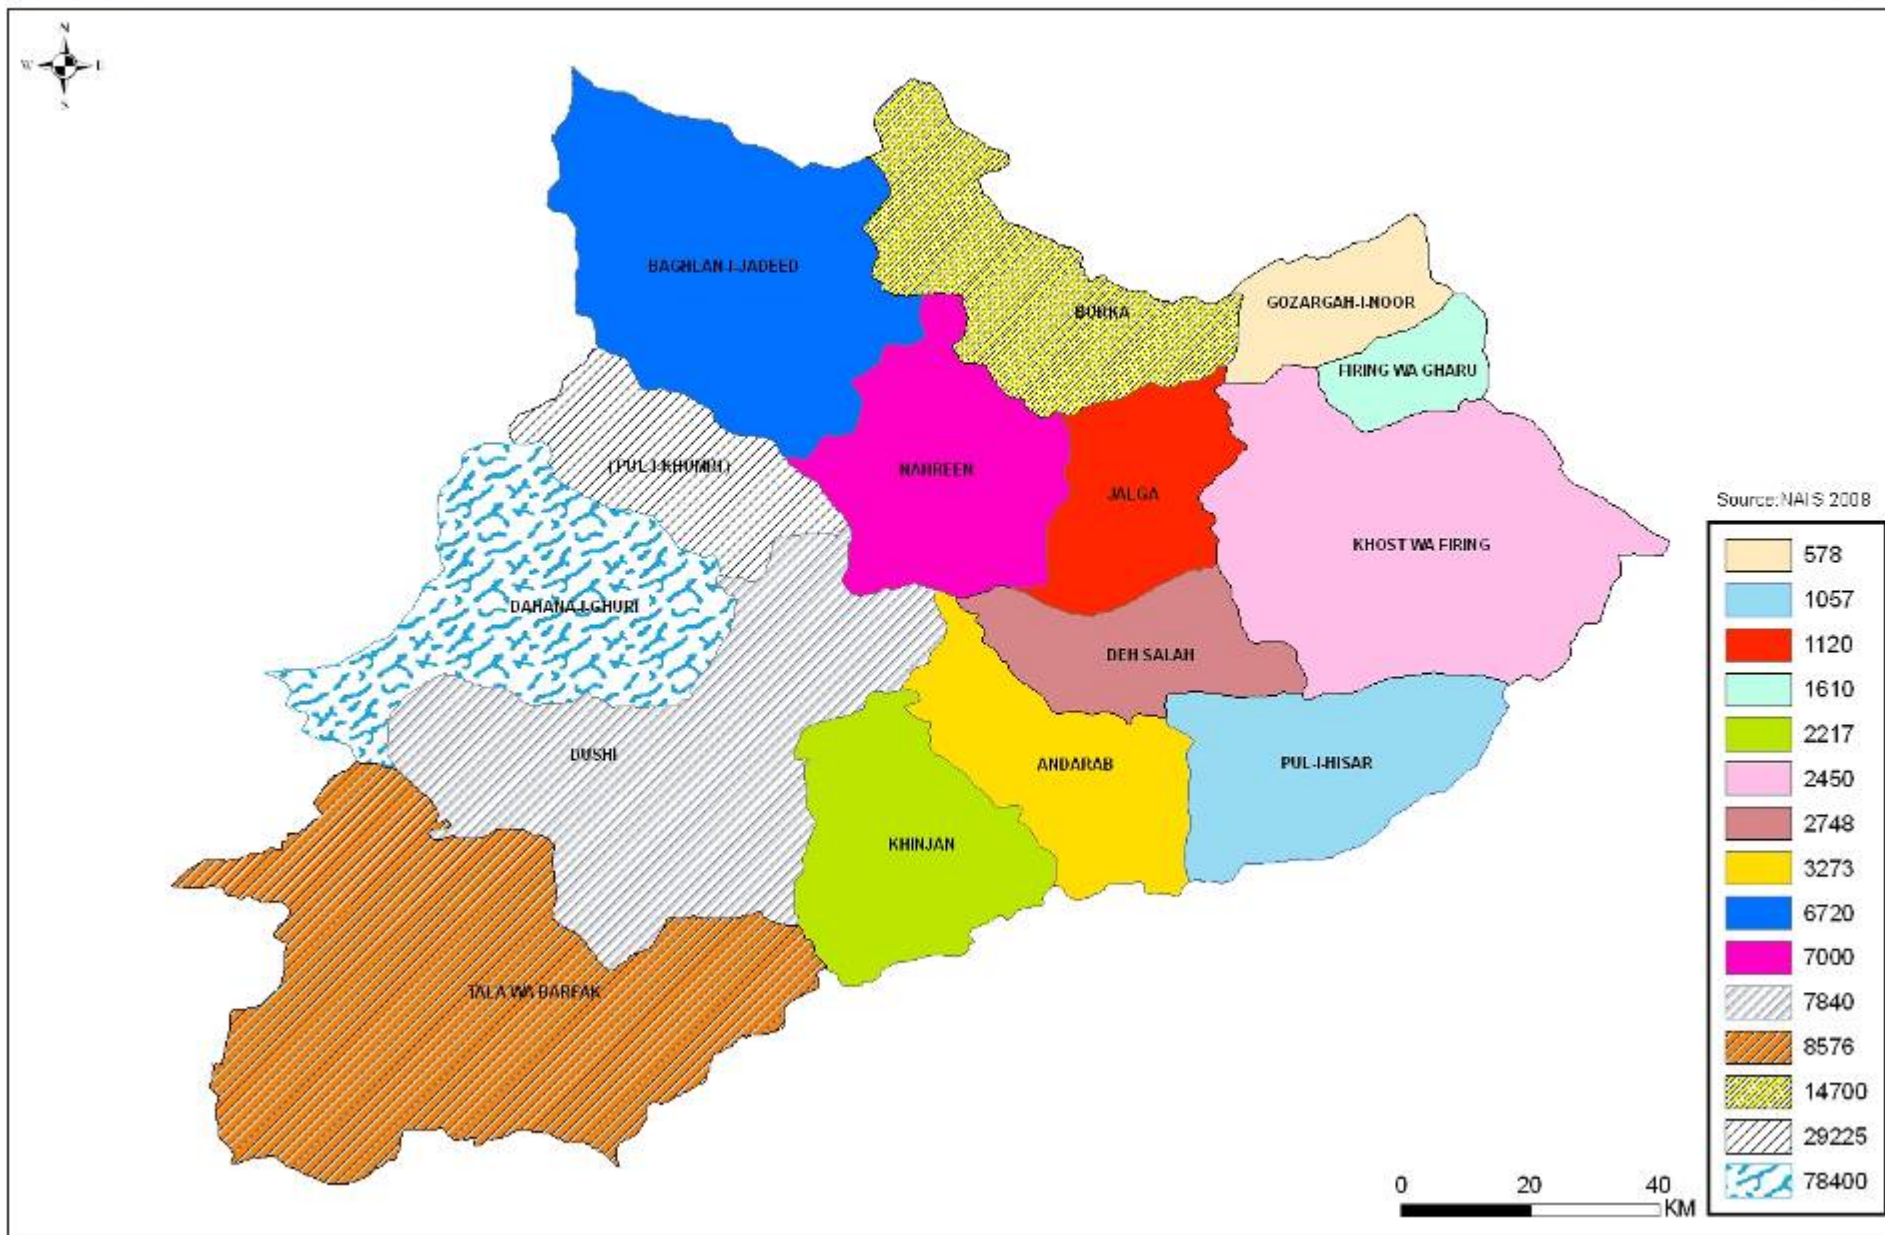 N
W E
S
BAGHLAN-I-JADEED
BORKA
GOZARGAH-I-NOOR
FIRING WA GHARU
(PUL-I-KHUMRI)
NAHREEN
JALGA
KHOST WA FIRING
DAHANA-I-GHURI
DEH SALAH
DUSHI
ANDARAB
PUL-I-HISAR
KHINJAN
TALA WA BARFAK
Source:NAIS 2008
578
1057
1120
1610
2217
2450
2748
3273
6720
7000
7840
8576
14700
29225
78400
0 20 40
KM